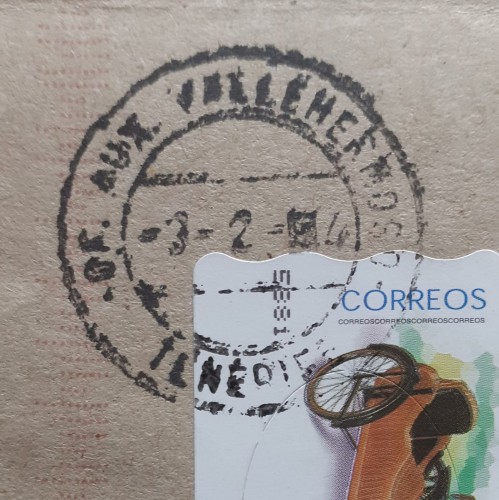 OF. AUX. VALLEHERMOSO
-3-2-
TENERIFE
CORREOS
CORREOSCORREOSCORREOSCORREOS